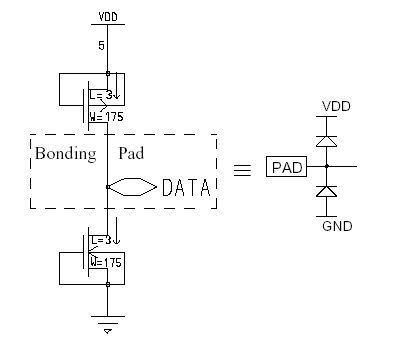 VDD
5
L=3
W=175
Bonding Pad
DATA
L=3
W=175
≡
PAD
VDD
GND